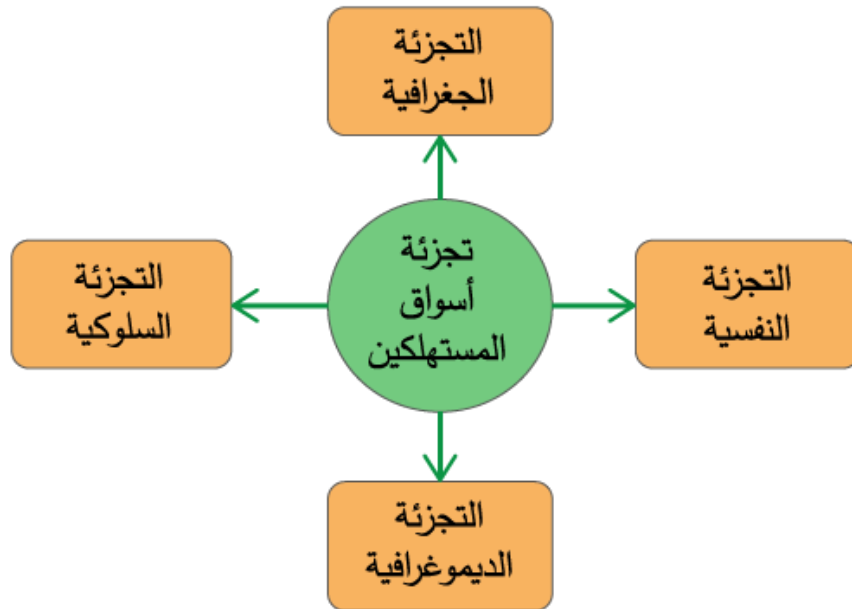 التجزئة
الجغرافية
تجزئة
أسواق
المستهلكين
التجزئة
النفسية
التجزئة
السلوكية
التجزئة
الديموغرافية